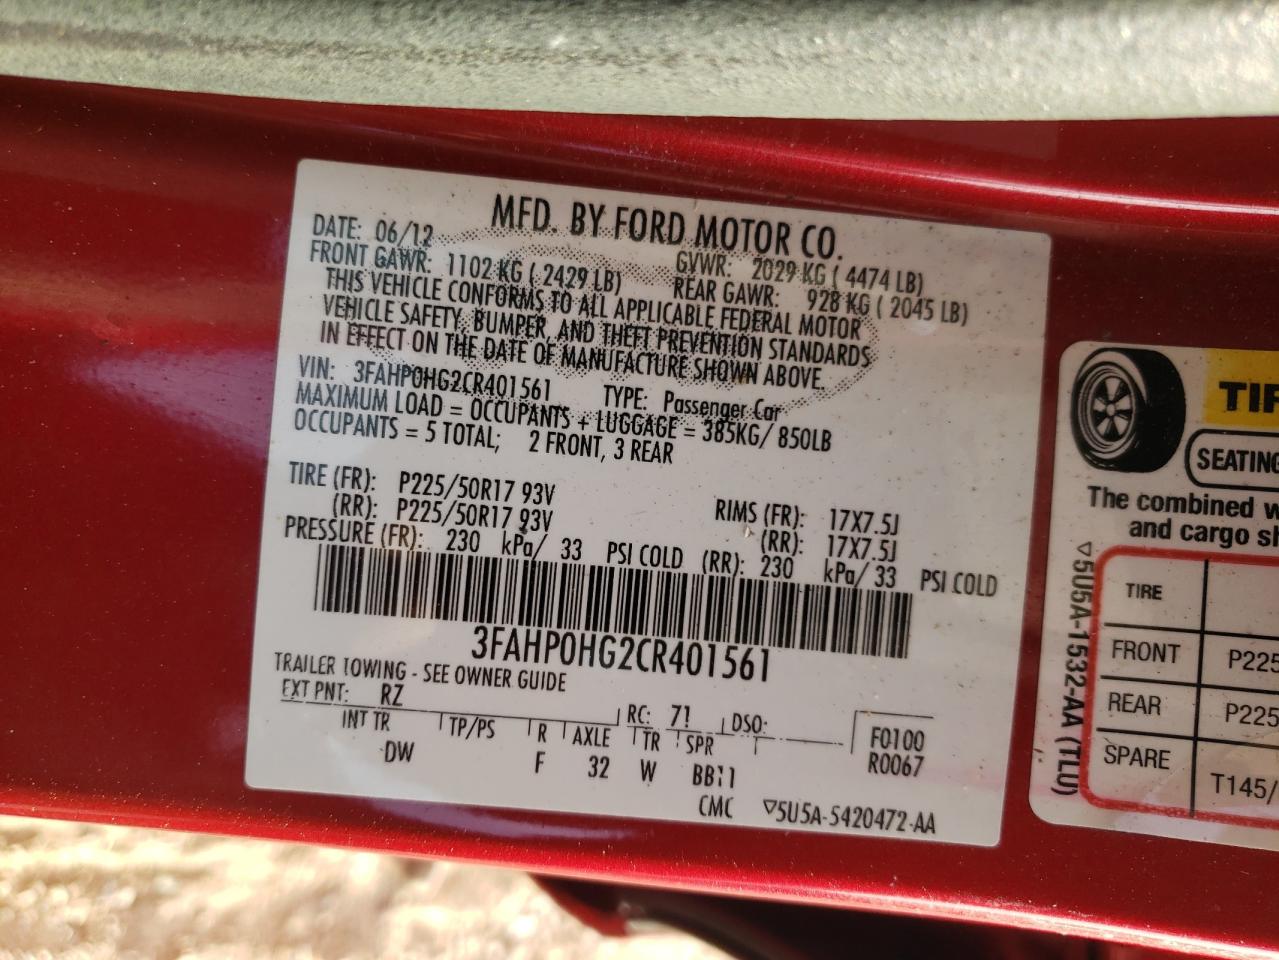 MFD. BY FORD MOTOR CO.
DATE: 06/12 GVWR: 2029 KG ( 4474 LB)
FRONT GAWR: 1102 KG ( 2429 LB) REAR GAWR: 928 KG ( 2045 LB)
THIS VEHICLE CONFORMS TO ALL APPLICABLE FEDERAL MOTOR
VEHICLE SAFETY, BUMPER, AND THEFT PREVENTION STANDARDS
IN EFFECT ON THE DATE OF MANUFACTURE SHOWN ABOVE.
VIN: 3FAHP0HG2CR401561 TYPE: Passenger Car
MAXIMUM LOAD = OCCUPANTS + LUGGAGE = 385KG/ 850LB
OCCUPANTS = 5 TOTAL; 2 FRONT, 3 REAR
TIRE (FR): P225/50R17 93V RIMS (FR): 17X7.5J
(RR): P225/50R17 93V (RR): 17X7.5J
PRESSURE (FR): 230 kPa/ 33 PSI COLD (RR): 230 kPa/ 33 PSI COLD
3FAHP0HG2CR401561
TRAILER TOWING - SEE OWNER GUIDE
EXT PNT: RZ RC: 71 DSO:
INT TR TP/PS R AXLE TR SPR F0100
DW F 32 W BB11 R0067
CMC ▽5U5A-5420472-AA
SEATING
The combined
and cargo
▽5U5A-1532-AA (TLU)
TIRE
FRONT P225
REAR P225
SPARE T145/